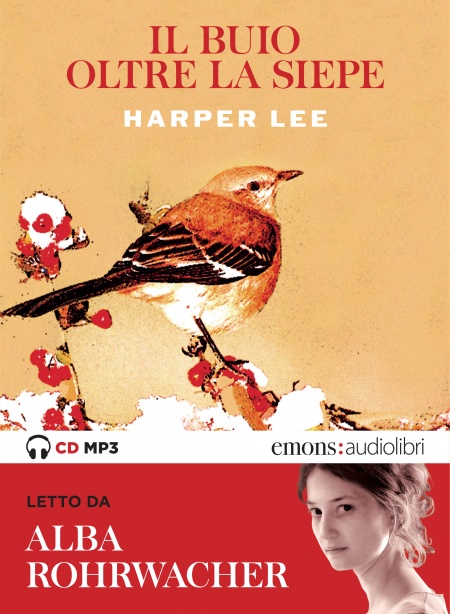 IL BUIO
OLTRE LA SIEPE
HARPER LEE
CD MP3
emons:audiolibri
LETTO DA
ALBA
ROHRWACHER